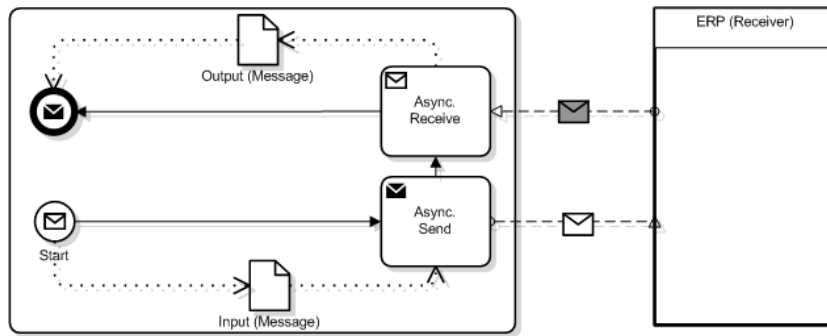 ERP (Receiver)
Output (Message)
Async.
Receive
Async.
Send
Start
Input (Message)